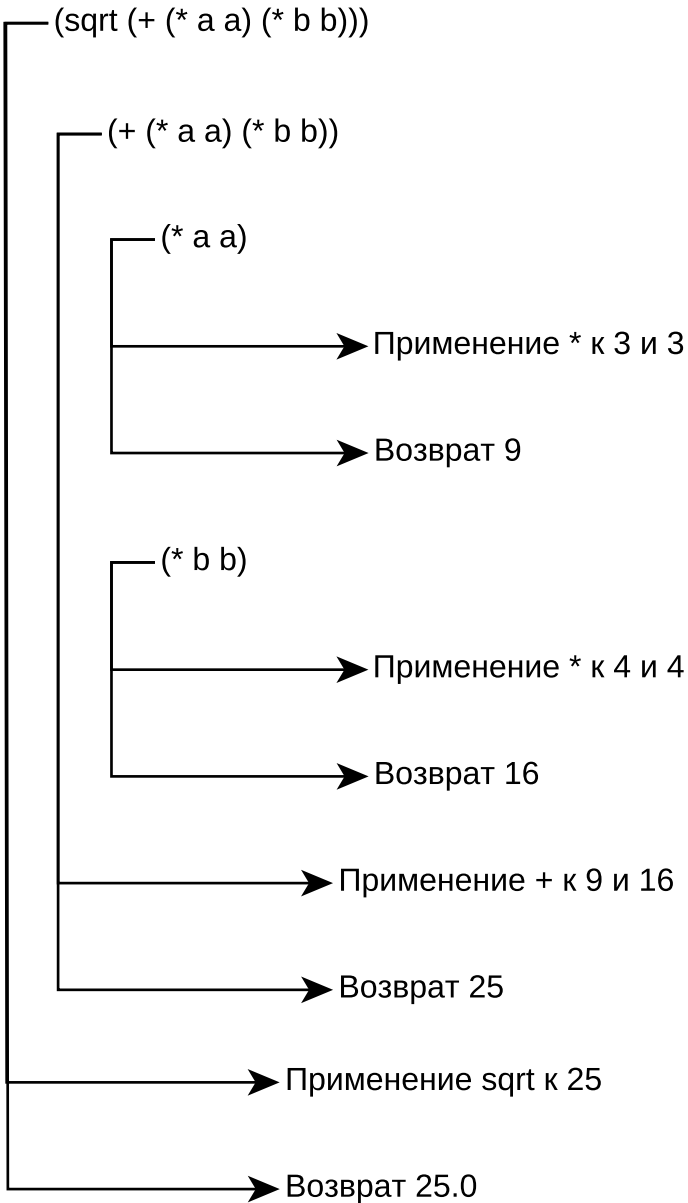 (sqrt (+ (* a a) (* b b)))
(+ (* a a) (* b b))
(* a a)
Применение * к 3 и 3
Возврат 9
(* b b)
Применение * к 4 и 4
Возврат 16
Применение + к 9 и 16
Возврат 25
Применение sqrt к 25
Возврат 25.0